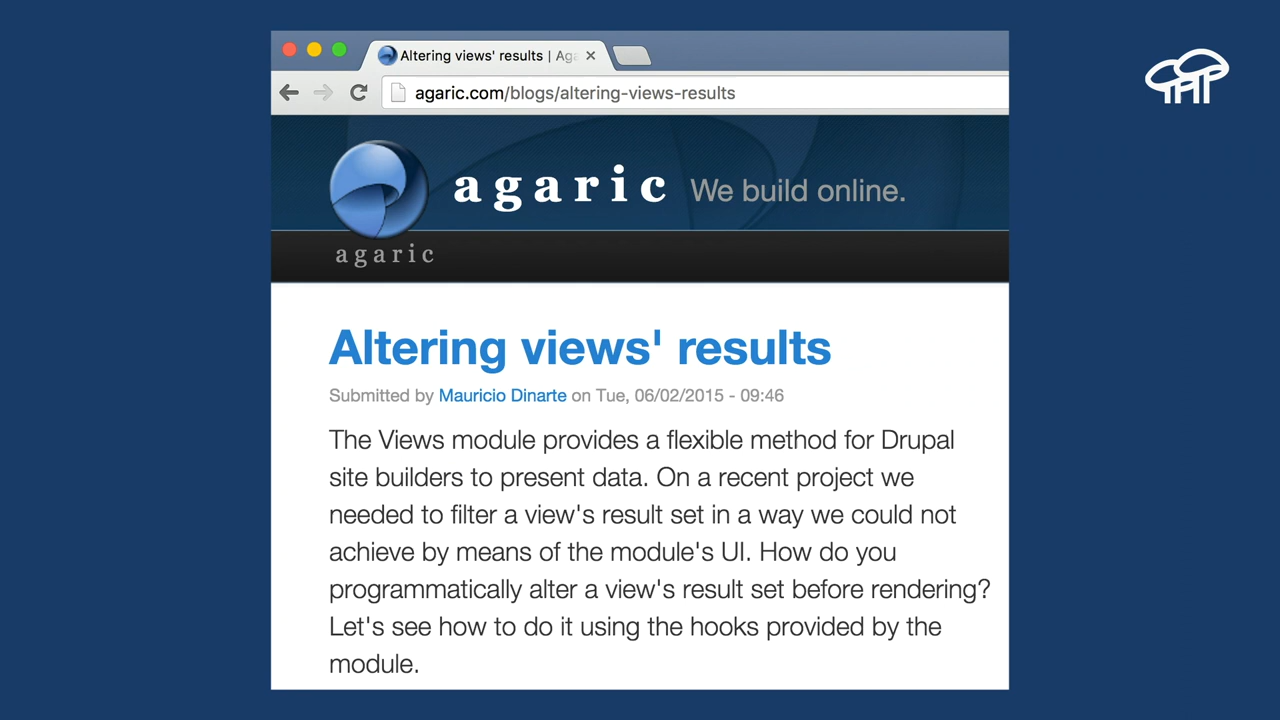 Altering views' results | Aga
agaric.com/blogs/altering-views-results
agaric We build online.
agaric
Altering views' results
Submitted by Mauricio Dinarte on Tue, 06/02/2015 - 09:46
The Views module provides a flexible method for Drupal
site builders to present data. On a recent project we
needed to filter a view's result set in a way we could not
achieve by means of the module's UI. How do you
programmatically alter a view's result set before rendering?
Let's see how to do it using the hooks provided by the
module.